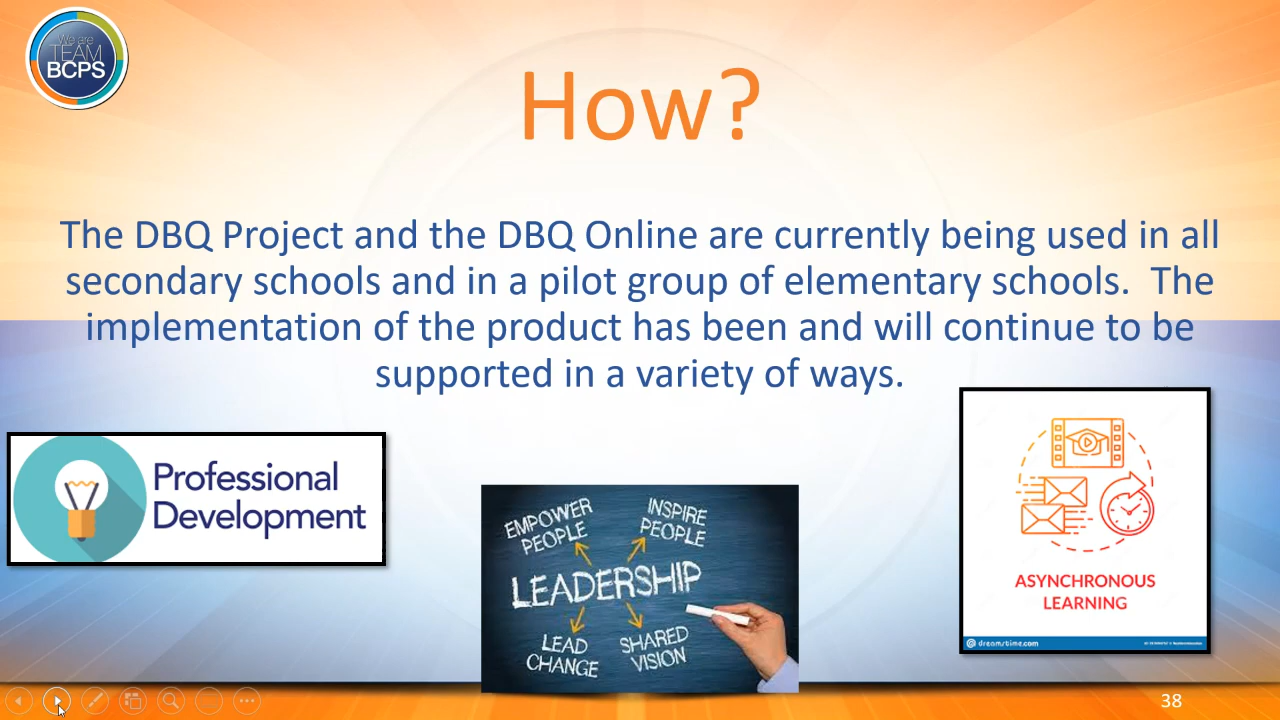 We are
TEAM
BCPS
How?
The DBQ Project and the DBQ Online are currently being used in all
secondary schools and in a pilot group of elementary schools.  The
implementation of the product has been and will continue to be
supported in a variety of ways.
Professional
Development
EMPOWER
PEOPLE
INSPIRE
PEOPLE
LEADERSHIP
LEAD
CHANGE
SHARED
VISION
ASYNCHRONOUS
LEARNING
dreamstime.com
38